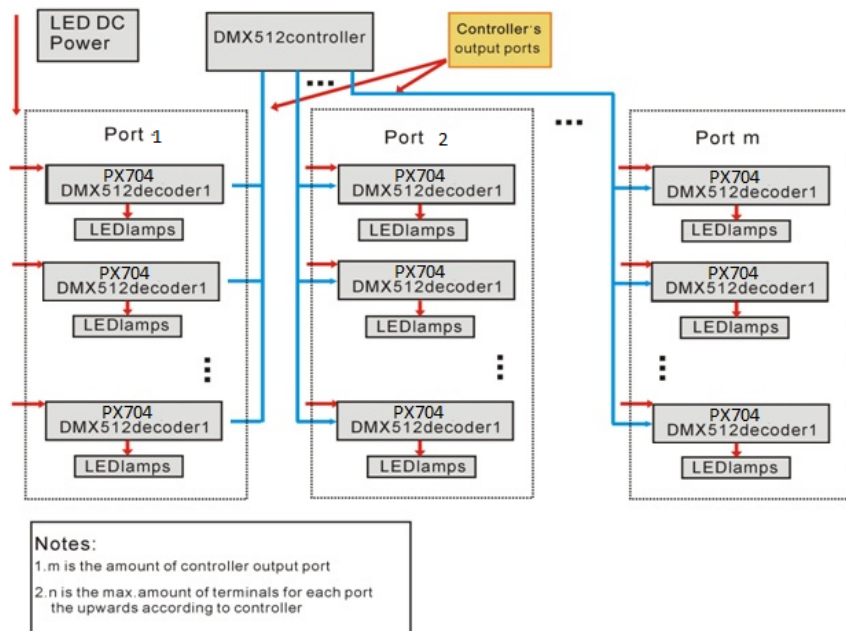 LED DC
Power
DMX512controller
Controller's
output ports
Port 1
PX704
DMX512decoder1
LEDlamps
PX704
DMX512decoder1
LEDlamps
PX704
DMX512decoder1
LEDlamps
Port 2
PX704
DMX512decoder1
LEDlamps
PX704
DMX512decoder1
LEDlamps
PX704
DMX512decoder1
LEDlamps
Port m
PX704
DMX512decoder1
LEDlamps
PX704
DMX512decoder1
LEDlamps
PX704
DMX512decoder1
LEDlamps
Notes:
1.m is the amount of controller output port
2.n is the max.amount of terminals for each port
the upwards according to controller